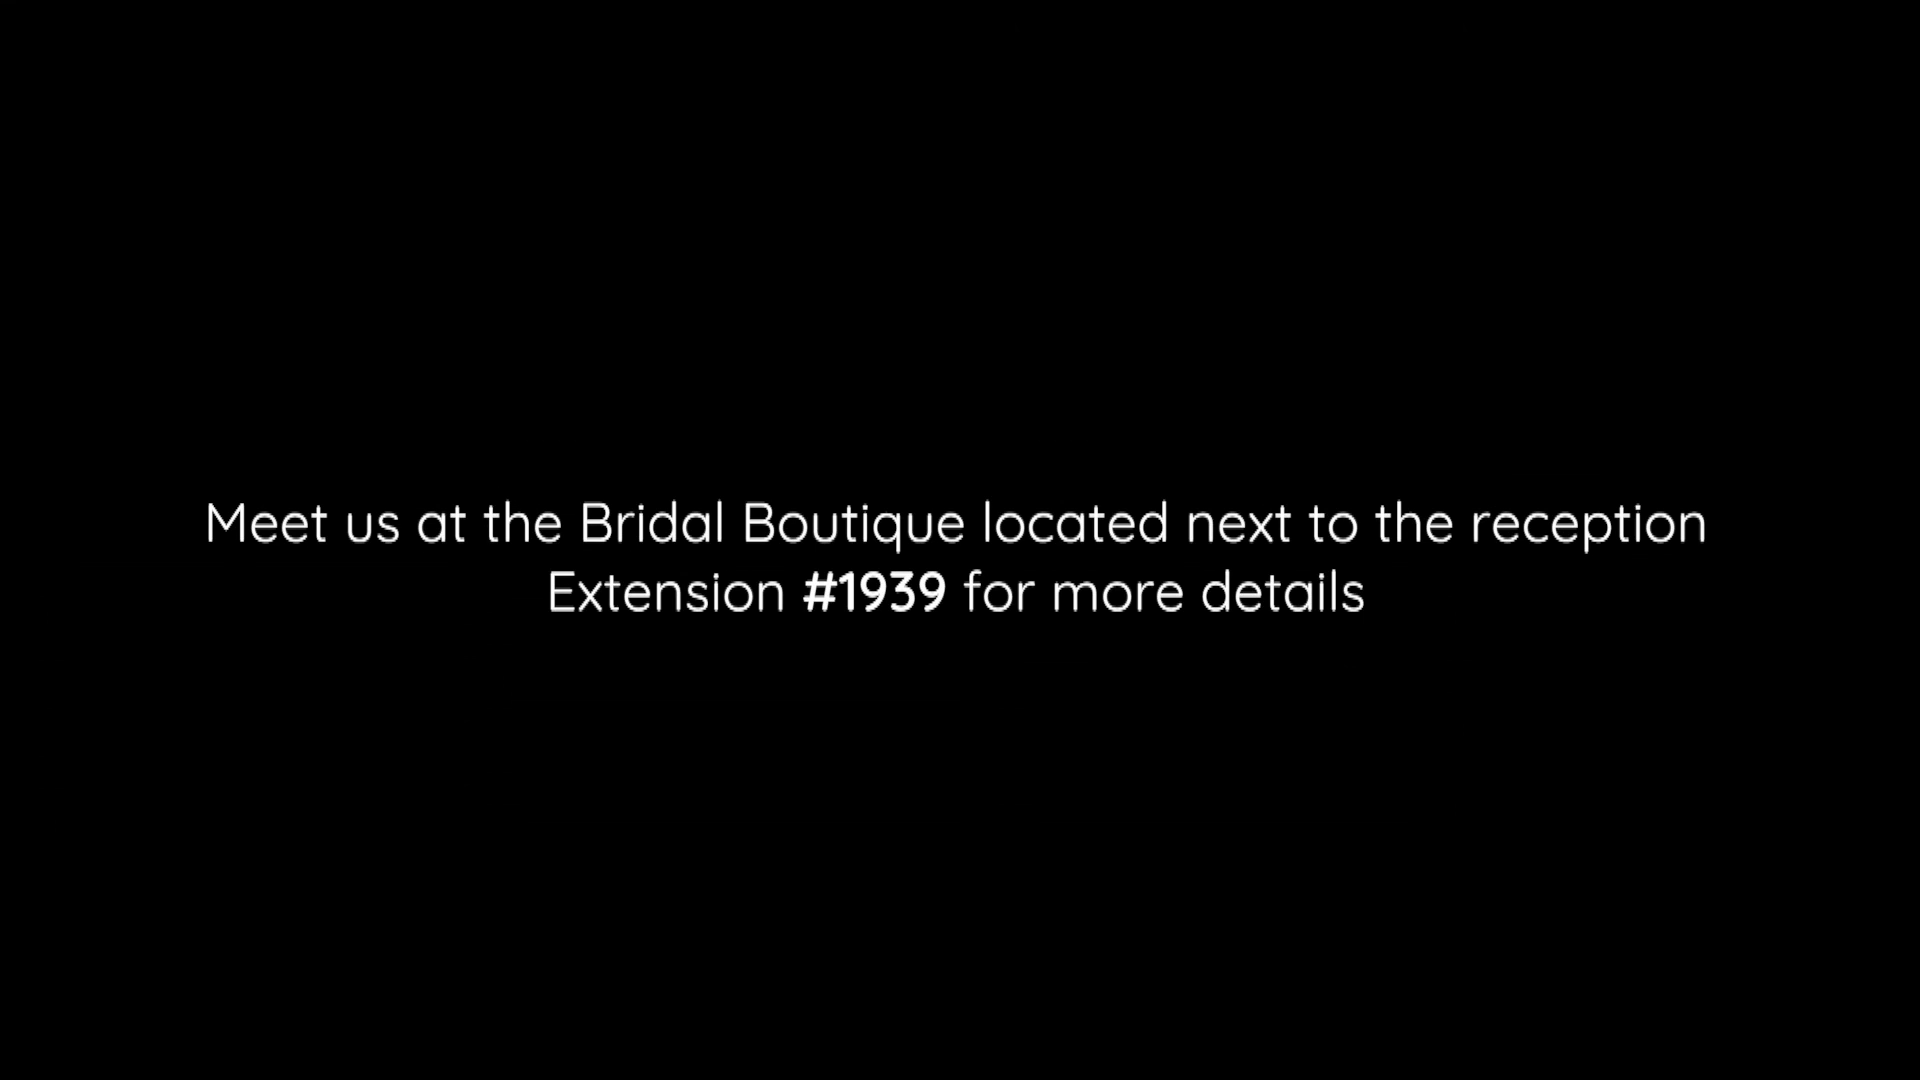 Meet us at the Bridal Boutique located next to the reception
Extension #1939 for more details